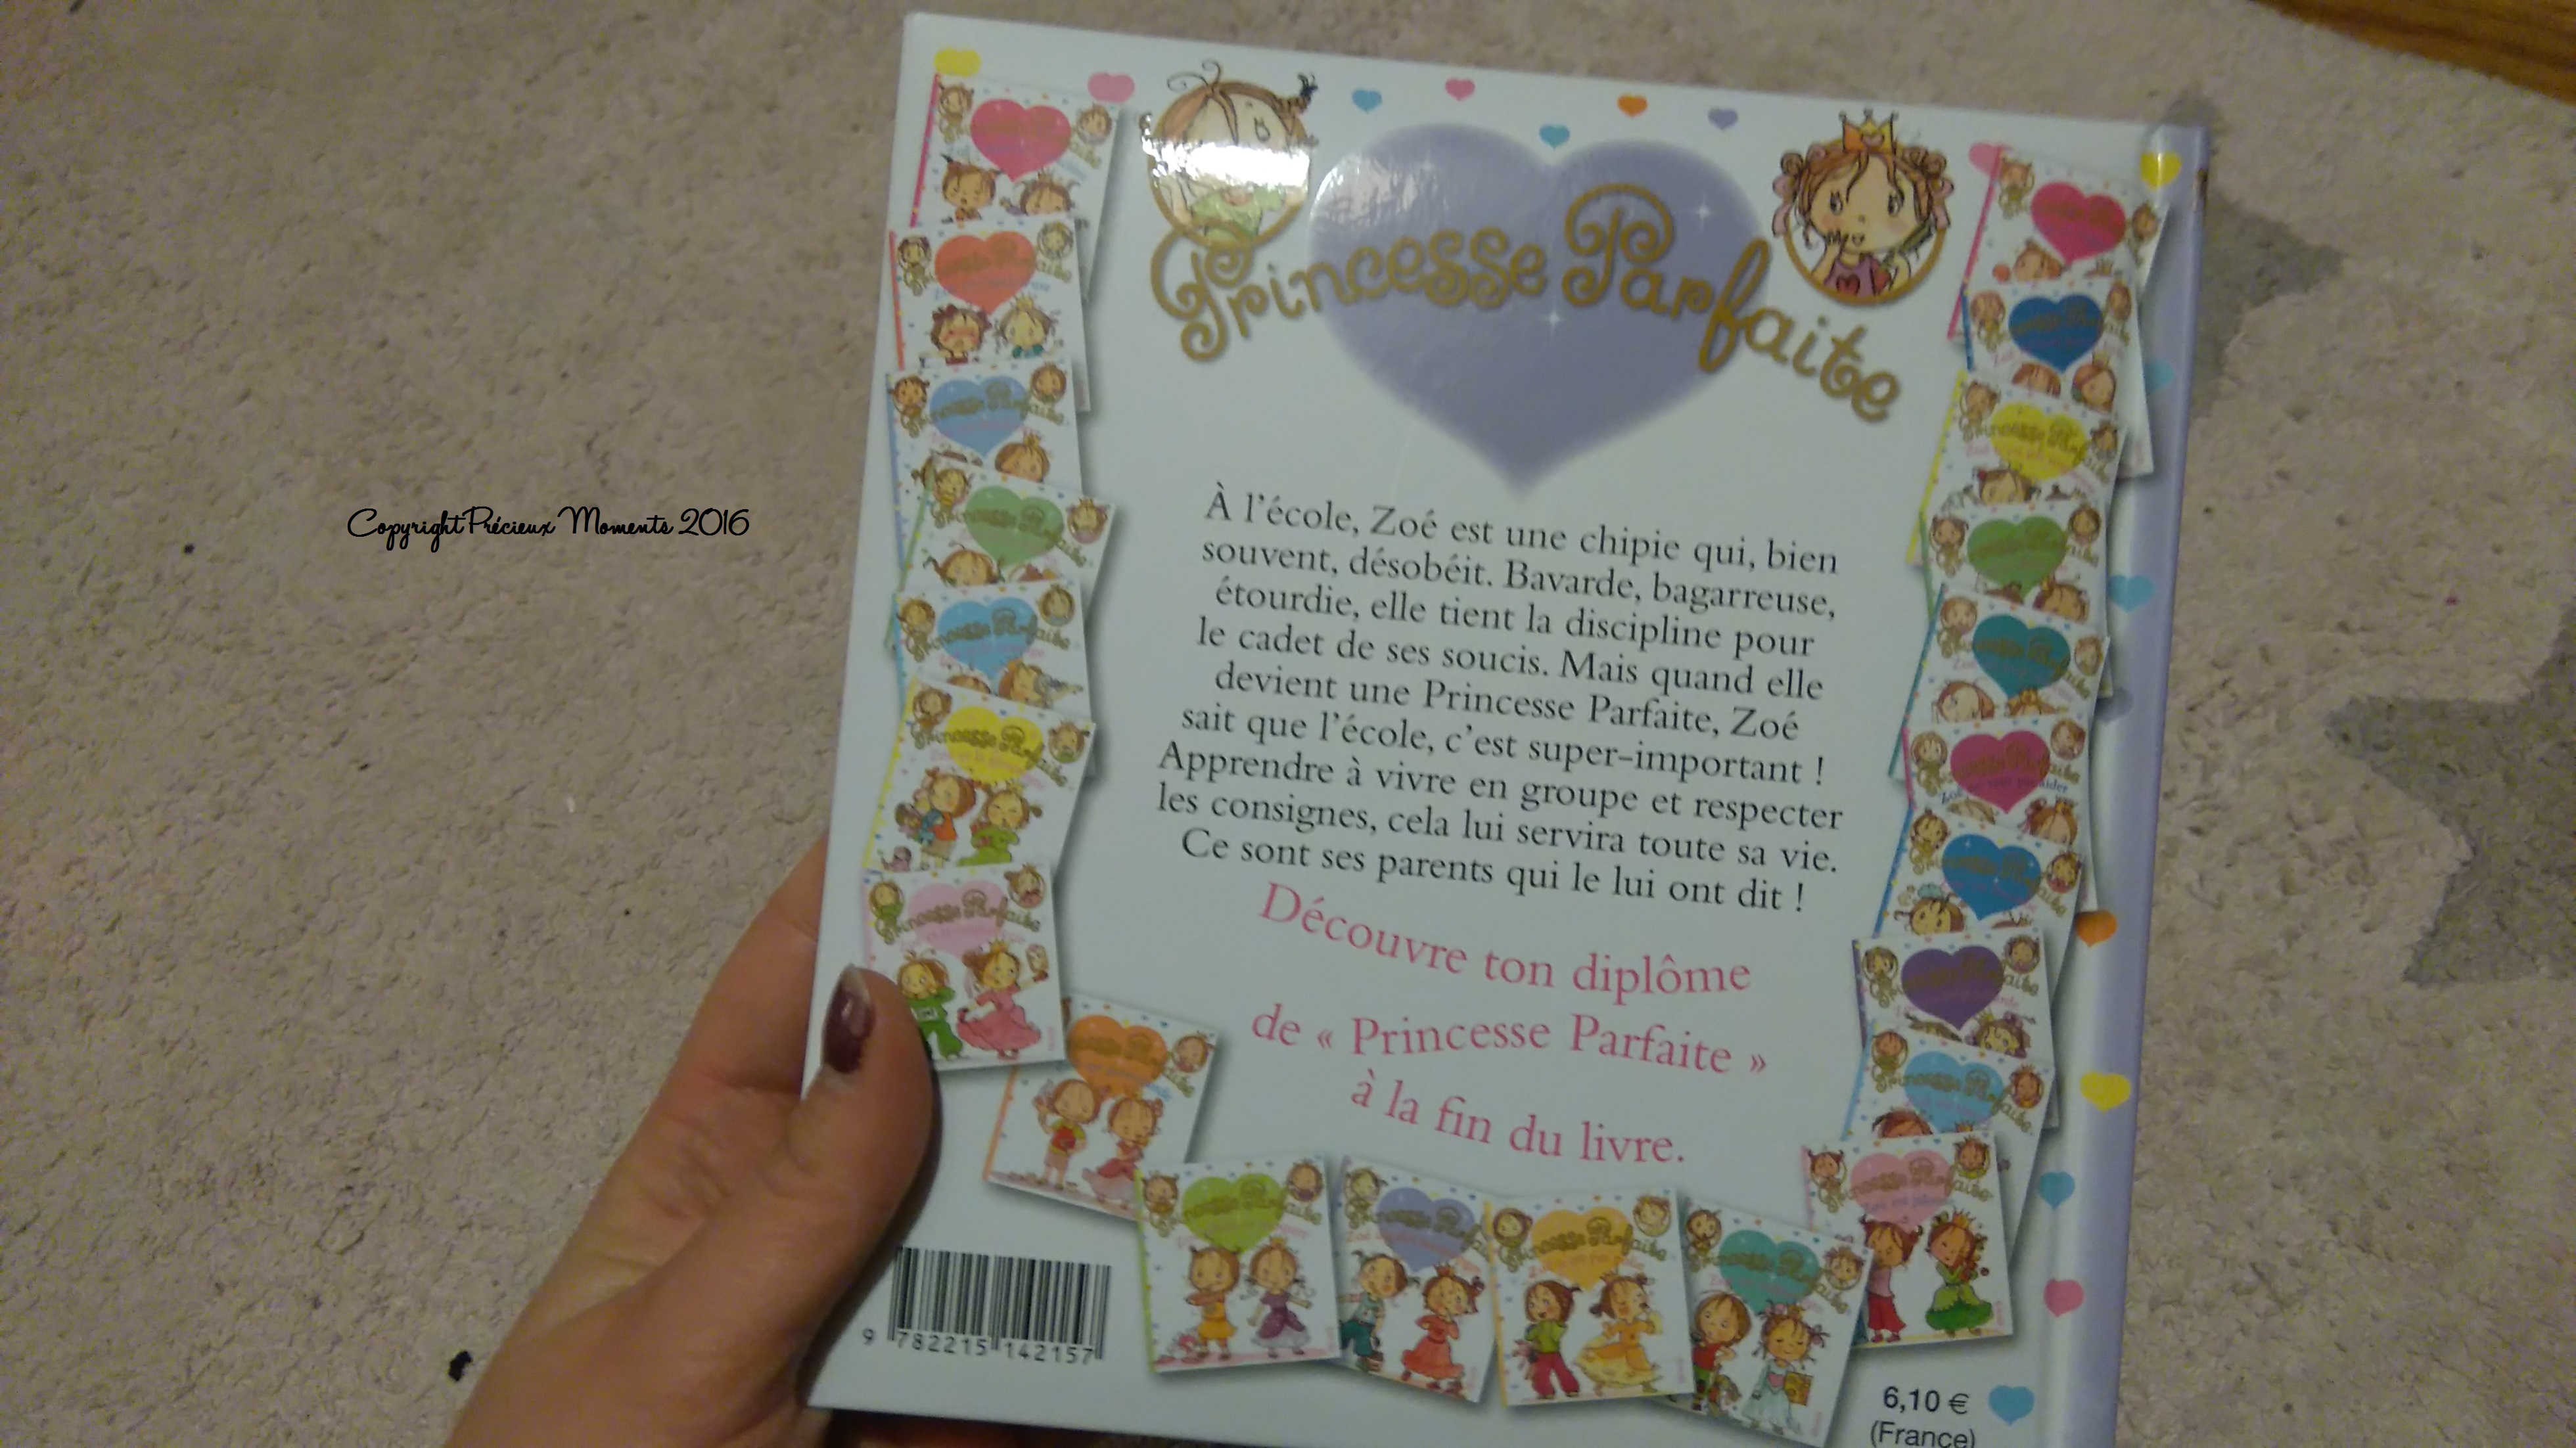 Copyright Précieux Moments 2016
Princesse Parfaite
À l'école, Zoé est une chipie qui, bien
souvent, désobéit. Bavarde, bagarreuse,
étourdie, elle tient la discipline pour
le cadet de ses soucis. Mais quand elle
devient une Princesse Parfaite, Zoé
sait que l'école, c'est super-important !
Apprendre à vivre en groupe et respecter
les consignes, cela lui servira toute sa vie.
Ce sont ses parents qui le lui ont dit !
Découvre ton diplôme
de « Princesse Parfaite »
à la fin du livre.
9 782215 142157
6,10 €
(France)